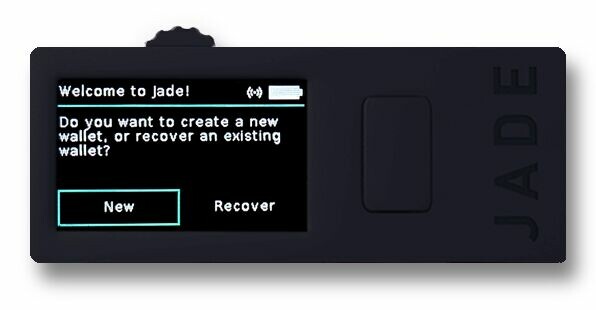 Welcome to Jade!
Do you want to create a new
wallet, or recover an existing
wallet?
New
Recover
JADE